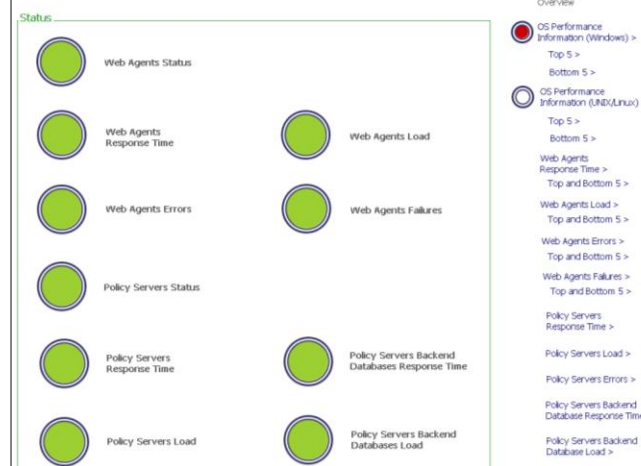 Overview
Status
Web Agents Status
Web Agents
Response Time
Web Agents Load
Web Agents Errors
Web Agents Failures
Policy Servers Status
Policy Servers
Response Time
Policy Servers Backend
Databases Response Time
Policy Servers Load
Policy Servers Backend
Databases Load
OS Performance
Information (Windows) >
Top 5 >
Bottom 5 >
OS Performance
Information (UNIX/Linux)
Top 5 >
Bottom 5 >
Web Agents
Response Time >
Top and Bottom 5 >
Web Agents Load >
Top and Bottom 5 >
Web Agents Errors >
Top and Bottom 5 >
Web Agents Failures >
Top and Bottom 5 >
Policy Servers
Response Time >
Policy Servers Load >
Policy Servers Errors >
Policy Servers Backend
Database Response Time
Policy Servers Backend
Database Load >